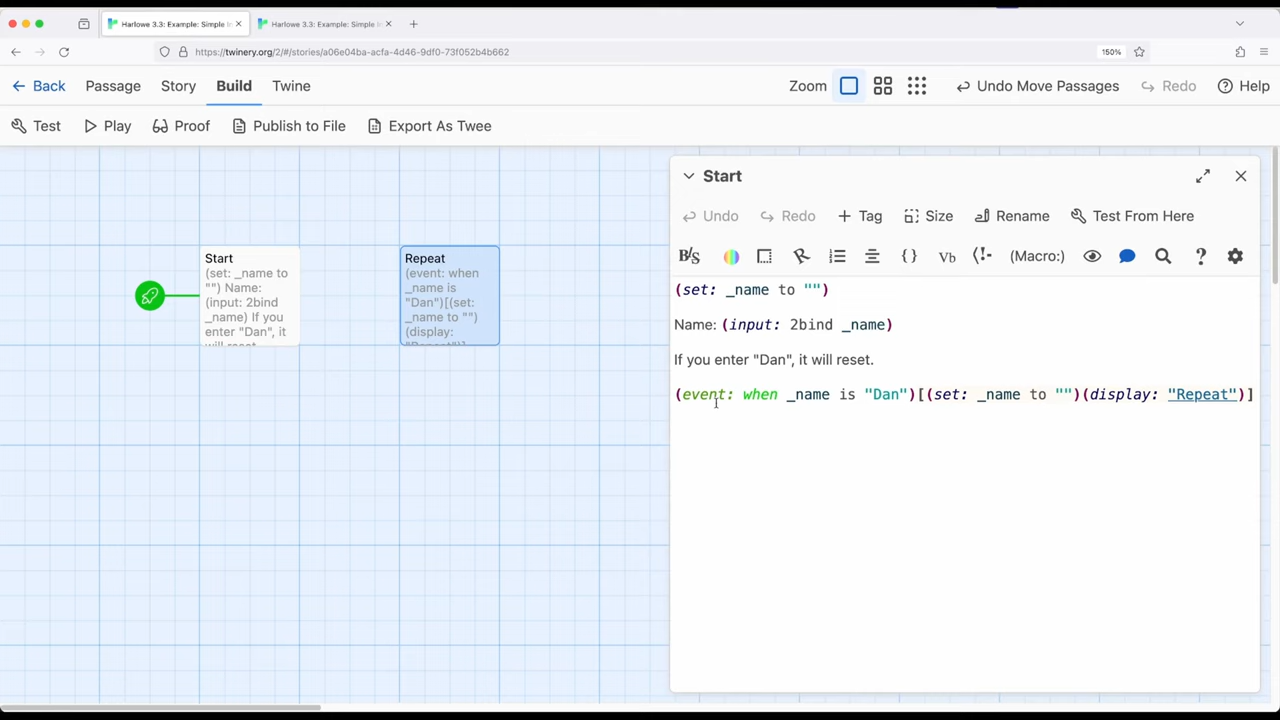 Harlowe 3.3: Example: Simple In
Harlowe 3.3: Example: Simple In
https://twinery.org/2/#/stories/a06e04ba-acfa-4d46-9df0-73f052b4b662
150%
Back Passage Story Build Twine Zoom Undo Move Passages Redo Help
Test Play Proof Publish to File Export As Twee
Start
(set: _name to
"") Name:
(input: 2bind
_name) If you
enter "Dan", it
will reset.
Repeat
(event: when
_name is
"Dan")[(set:
_name to "")
(display:
"Repeat")]
Start
Undo Redo + Tag Size Rename Test From Here
(Macro:)
(set: _name to "")
Name: (input: 2bind _name)
If you enter "Dan", it will reset.
(event: when _name is "Dan")[(set: _name to "")(display: "Repeat")]